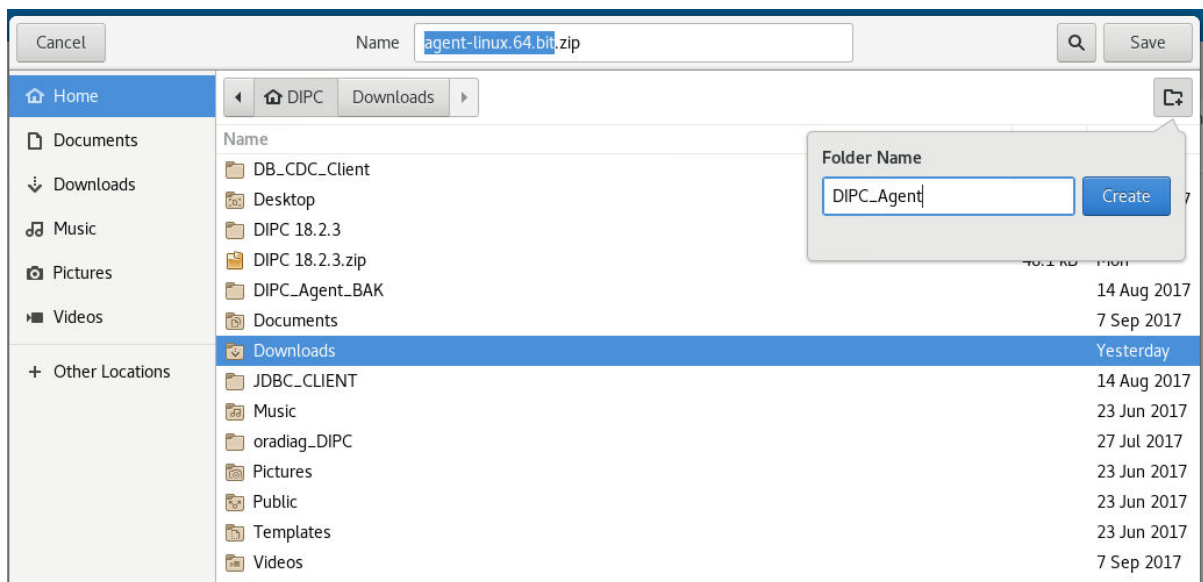 Cancel Name agent-linux.64.bit.zip Save
Home
DIPC Downloads
Documents
Name
Folder Name
DB_CDC_Client
Downloads
DIPC_Agent Create
Desktop
Music
DIPC 18.2.3
Pictures
DIPC 18.2.3.zip
DIPC_Agent_BAK 14 Aug 2017
Videos
Documents 7 Sep 2017
Downloads Yesterday
Other Locations
JDBC_CLIENT 14 Aug 2017
Music 23 Jun 2017
oradiag_DIPC 27 Jul 2017
Pictures 23 Jun 2017
Public 23 Jun 2017
Templates 23 Jun 2017
Videos 7 Sep 2017